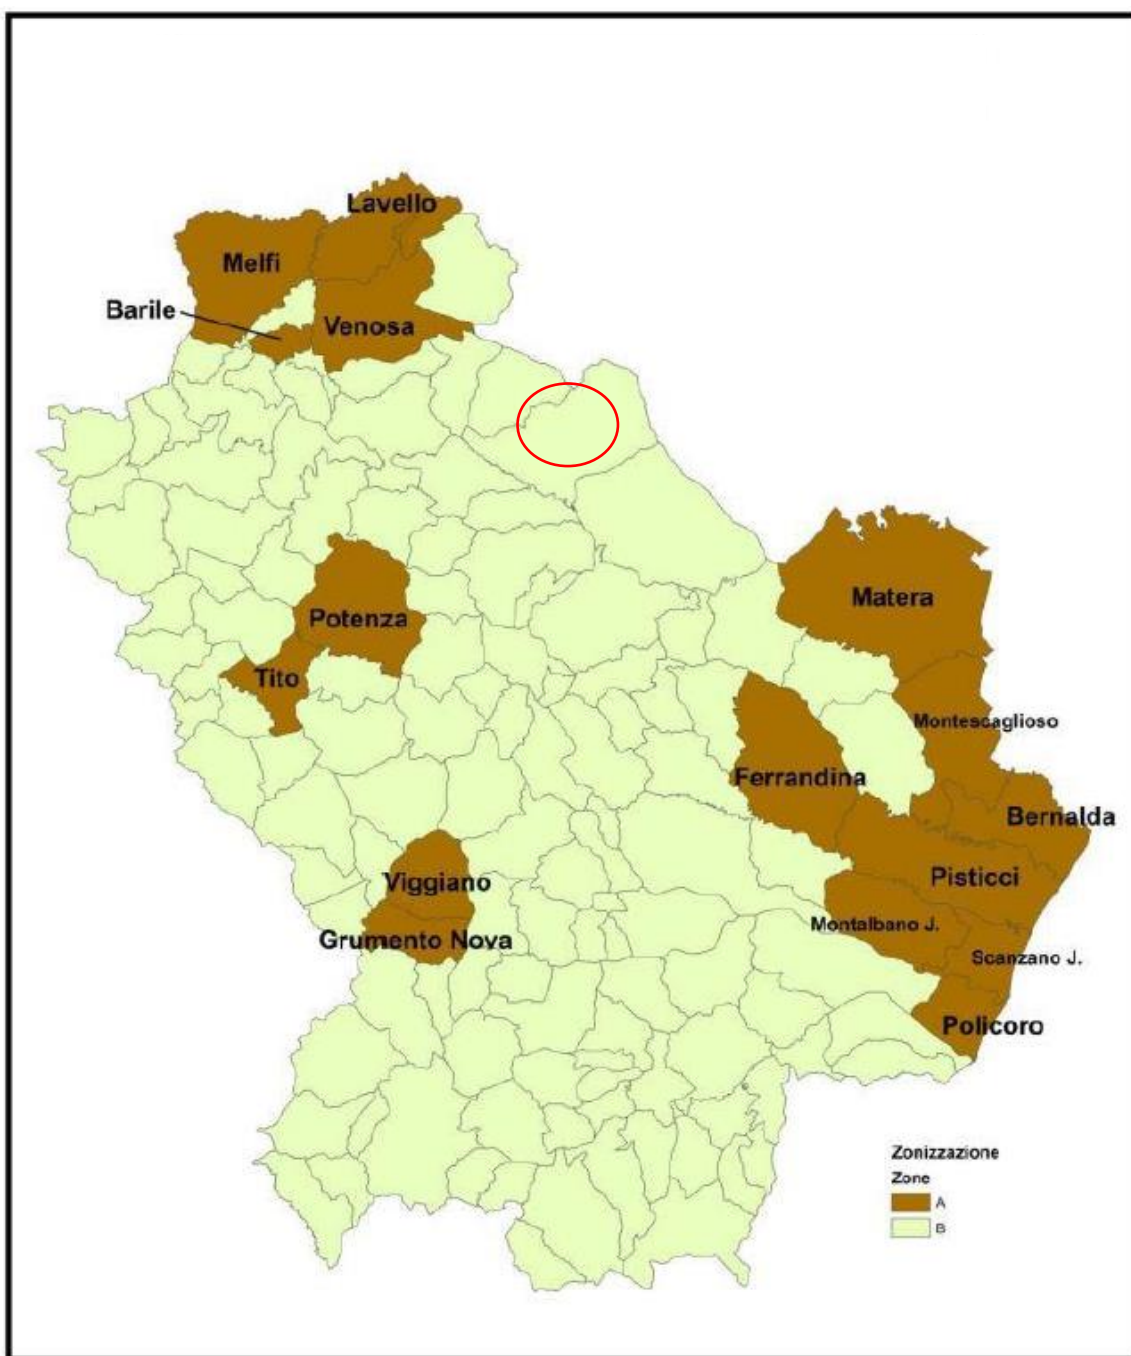 Lavello
Melfi
Barile
Venosa
Matera
Potenza
Tito
Montescaglioso
Ferrandina
Bernalda
Viggiano
Pisticci
Montalbano J.
Grumento Nova
Scanzano J.
Policoro
Zonizzazione
Zone
A
B